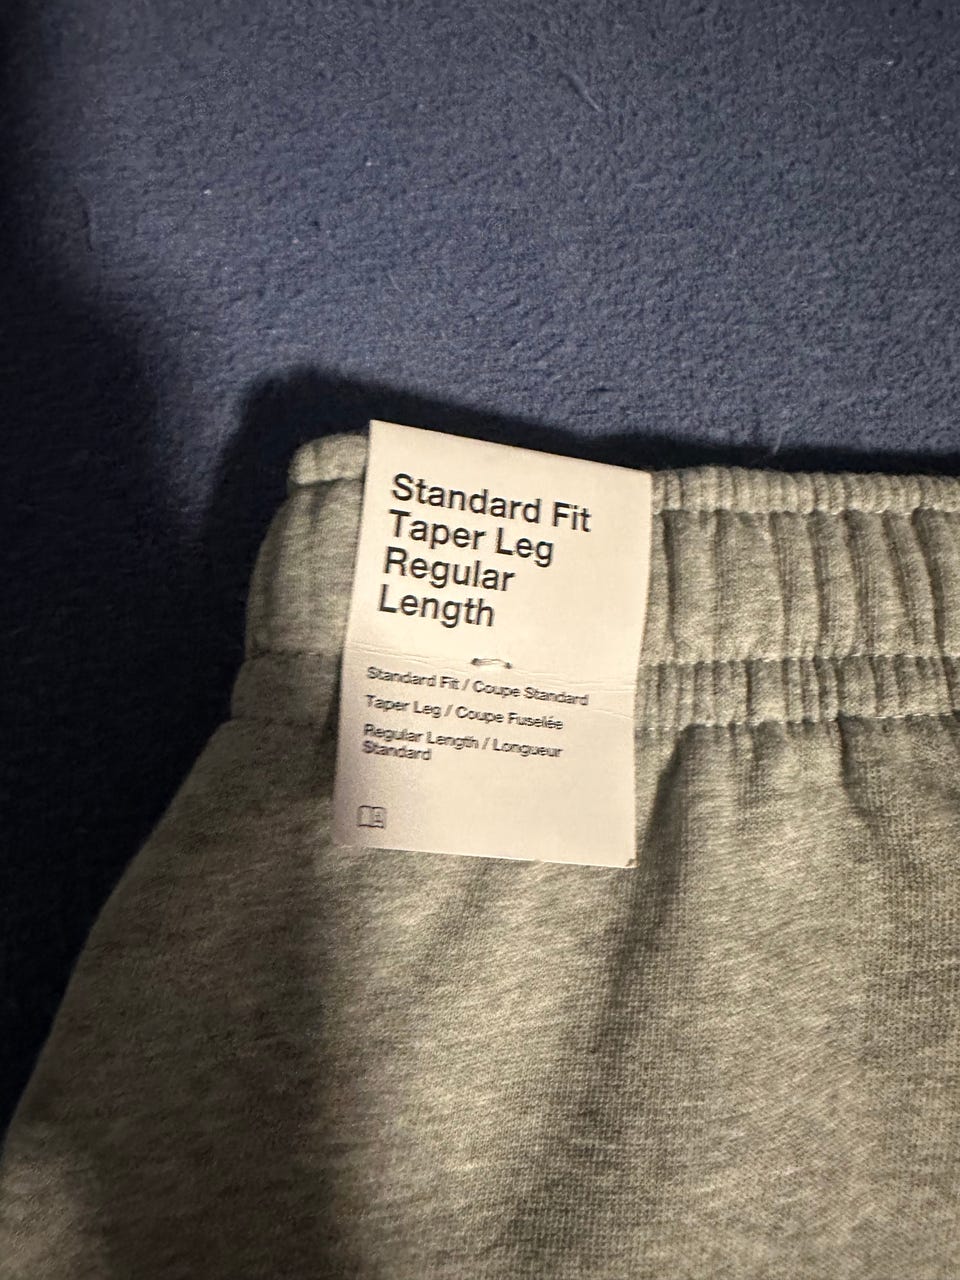 Standard Fit
Taper Leg
Regular
Length
Standard Fit / Coupe Standard
Taper Leg / Coupe Fuselée
Regular Length / Longueur
Standard